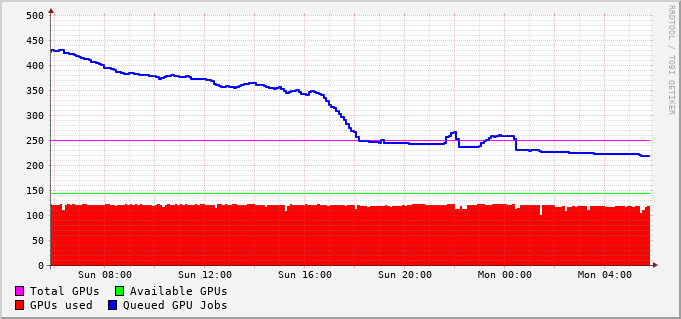 RRDTOOL / TOBI OETIKER
500
450
400
350
300
250
200
150
100
50
0
Sun 08:00 Sun 12:00 Sun 16:00 Sun 20:00 Mon 00:00 Mon 04:00
Total GPUs Available GPUs
GPUs used Queued GPU Jobs